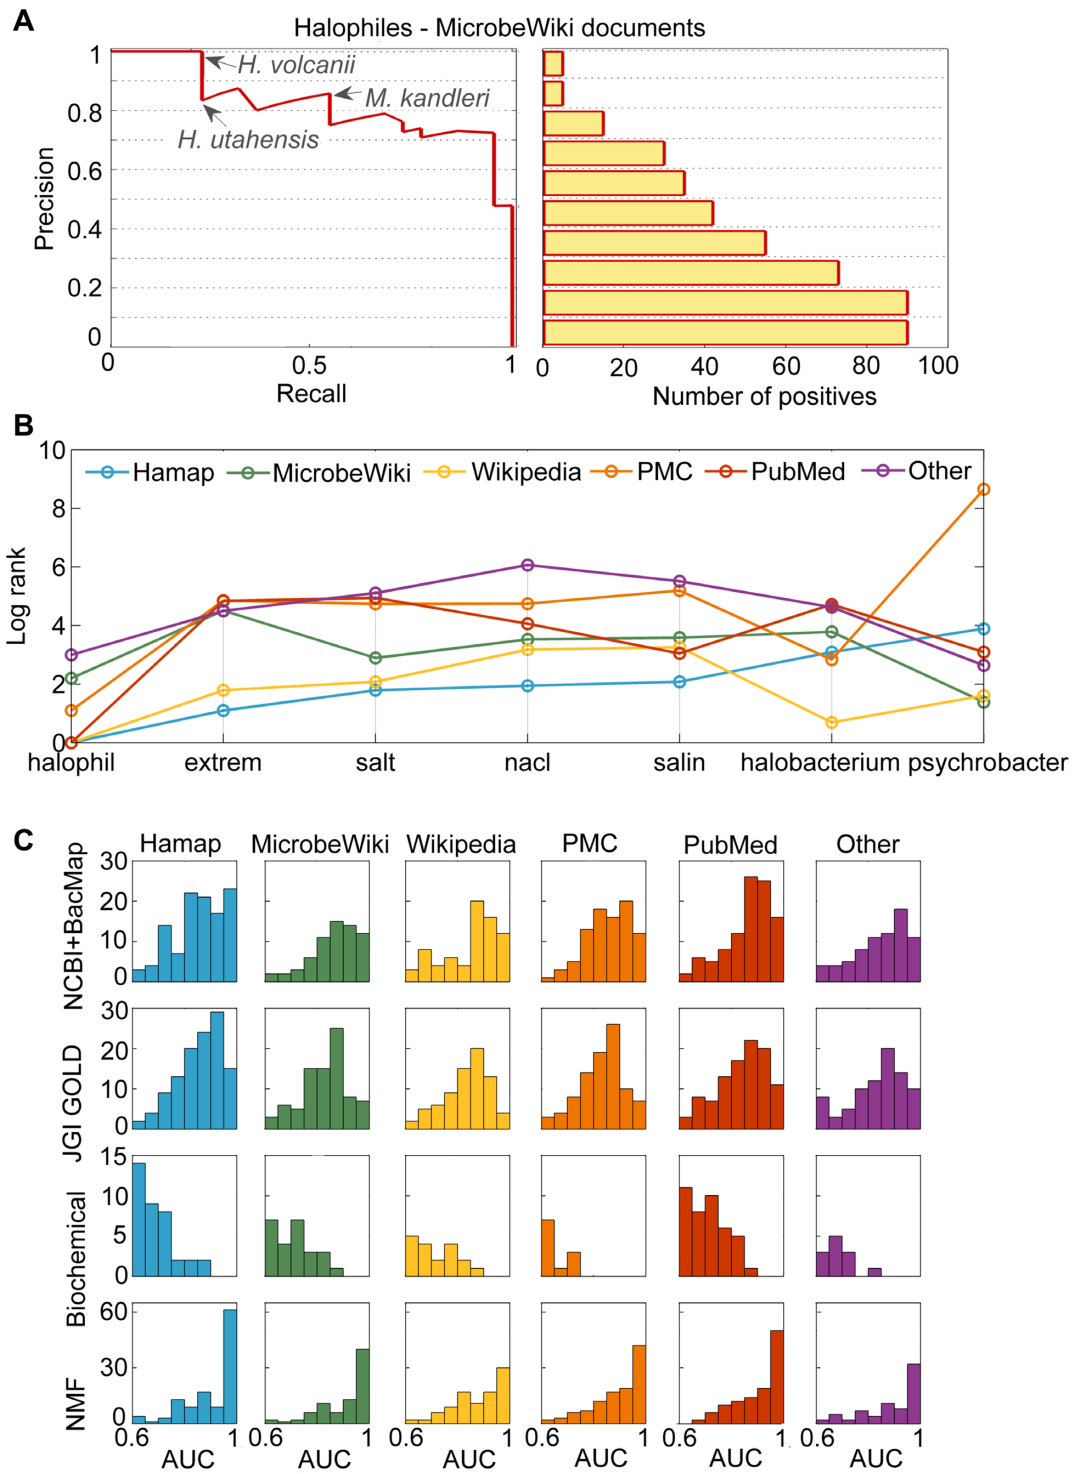 A
Halophiles - MicrobeWiki documents
Precision
1
0.8
0.6
0.4
0.2
0
H. volcanii
M. kandleri
H. utahensis
0 0.5 1
Recall
0 20 40 60 80 100
Number of positives
B
Log rank
10
8
6
4
2
0
Hamap MicrobeWiki Wikipedia PMC PubMed Other
halophil extrem salt nacl salin halobacterium psychrobacter
C
Hamap MicrobeWiki Wikipedia PMC PubMed Other
NCBI+BacMap
30
20
10
0
JGI GOLD
30
20
10
0
Biochemical
15
10
5
0
NMF
60
30
0
0.6 1 0.6 1 0.6 1 0.6 1 0.6 1 0.6 1
AUC AUC AUC AUC AUC AUC